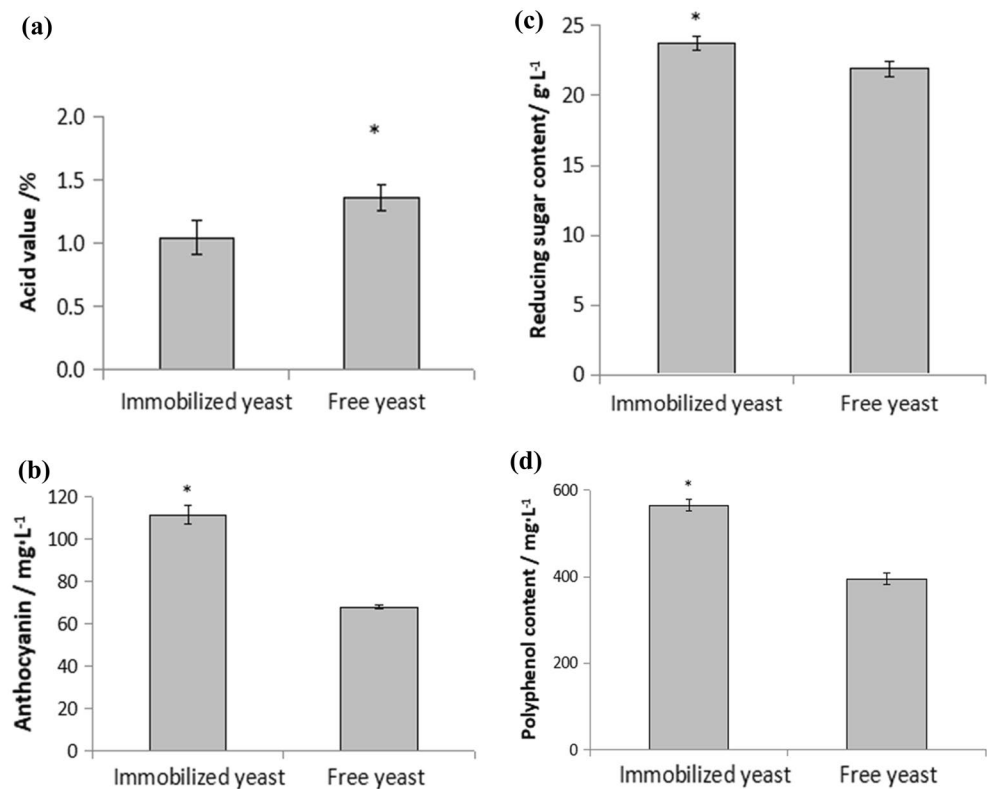 (a)
Acid value /%
2.0
1.5
1.0
0.5
0.0
*
Immobilized yeast
Free yeast
(c)
Reducing sugar content/ g·L-1
25
20
15
10
5
0
*
Immobilized yeast
Free yeast
(b)
Anthocyanin / mg·L-1
120
100
80
60
40
20
0
*
Immobilized yeast
Free yeast
(d)
Polyphenol content / mg·L-1
600
400
200
0
*
Immobilized yeast
Free yeast